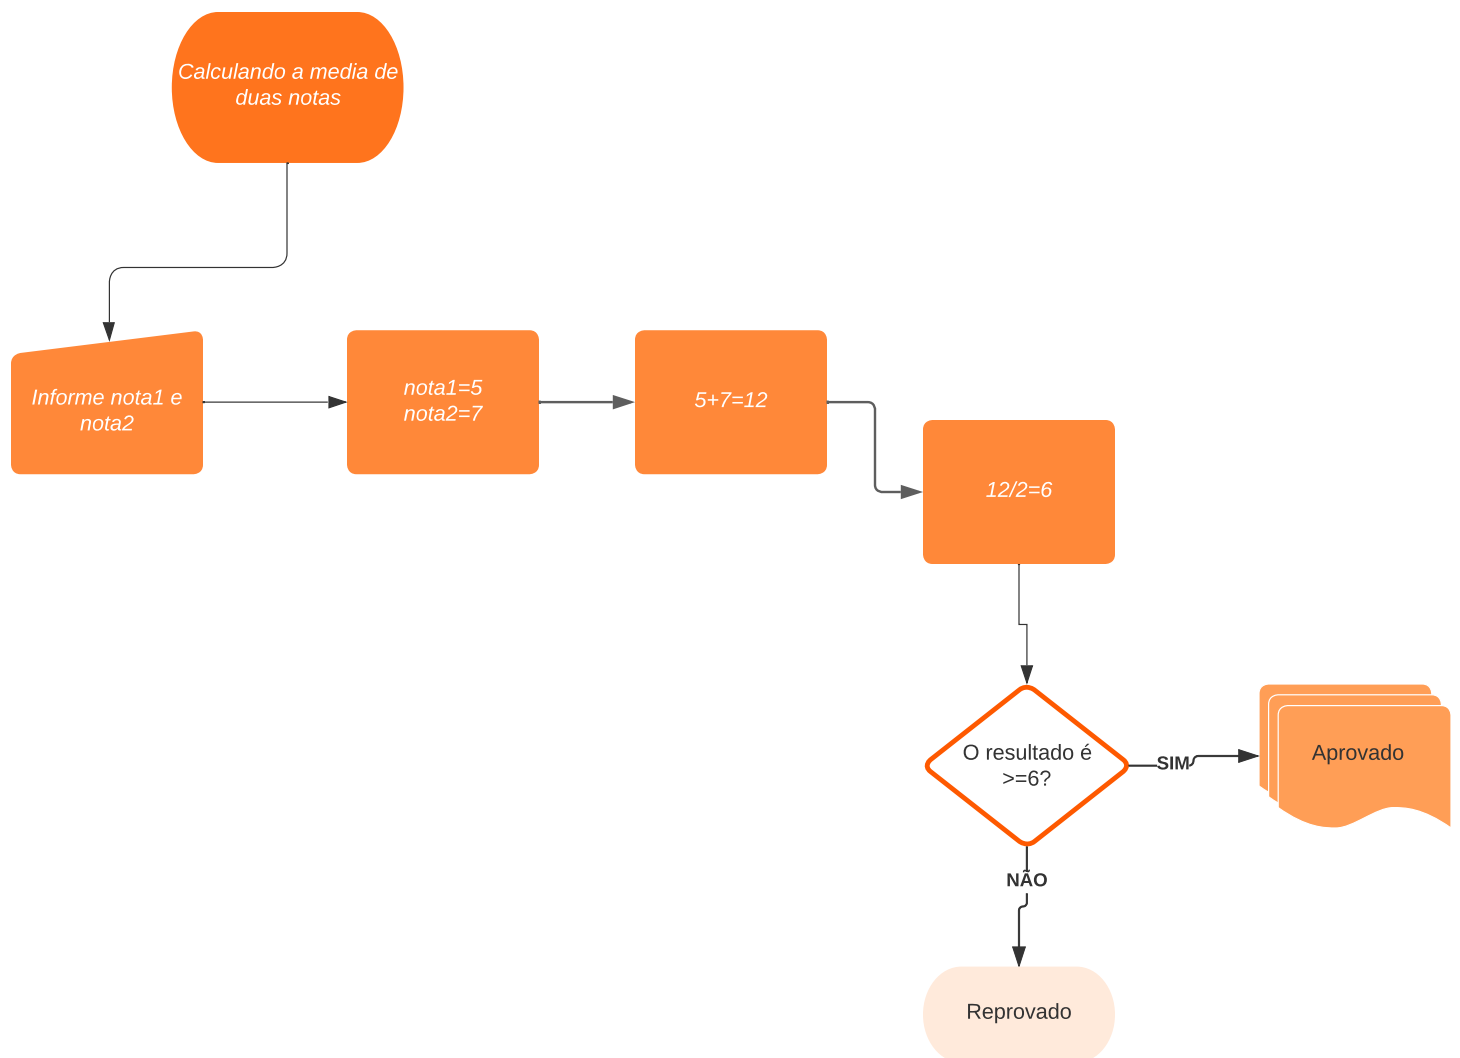 Calculando a media de
duas notas
Informe nota1 e
nota2
nota1=5
nota2=7
5+7=12
12/2=6
O resultado é
>=6?
SIM
Aprovado
NÃO
Reprovado